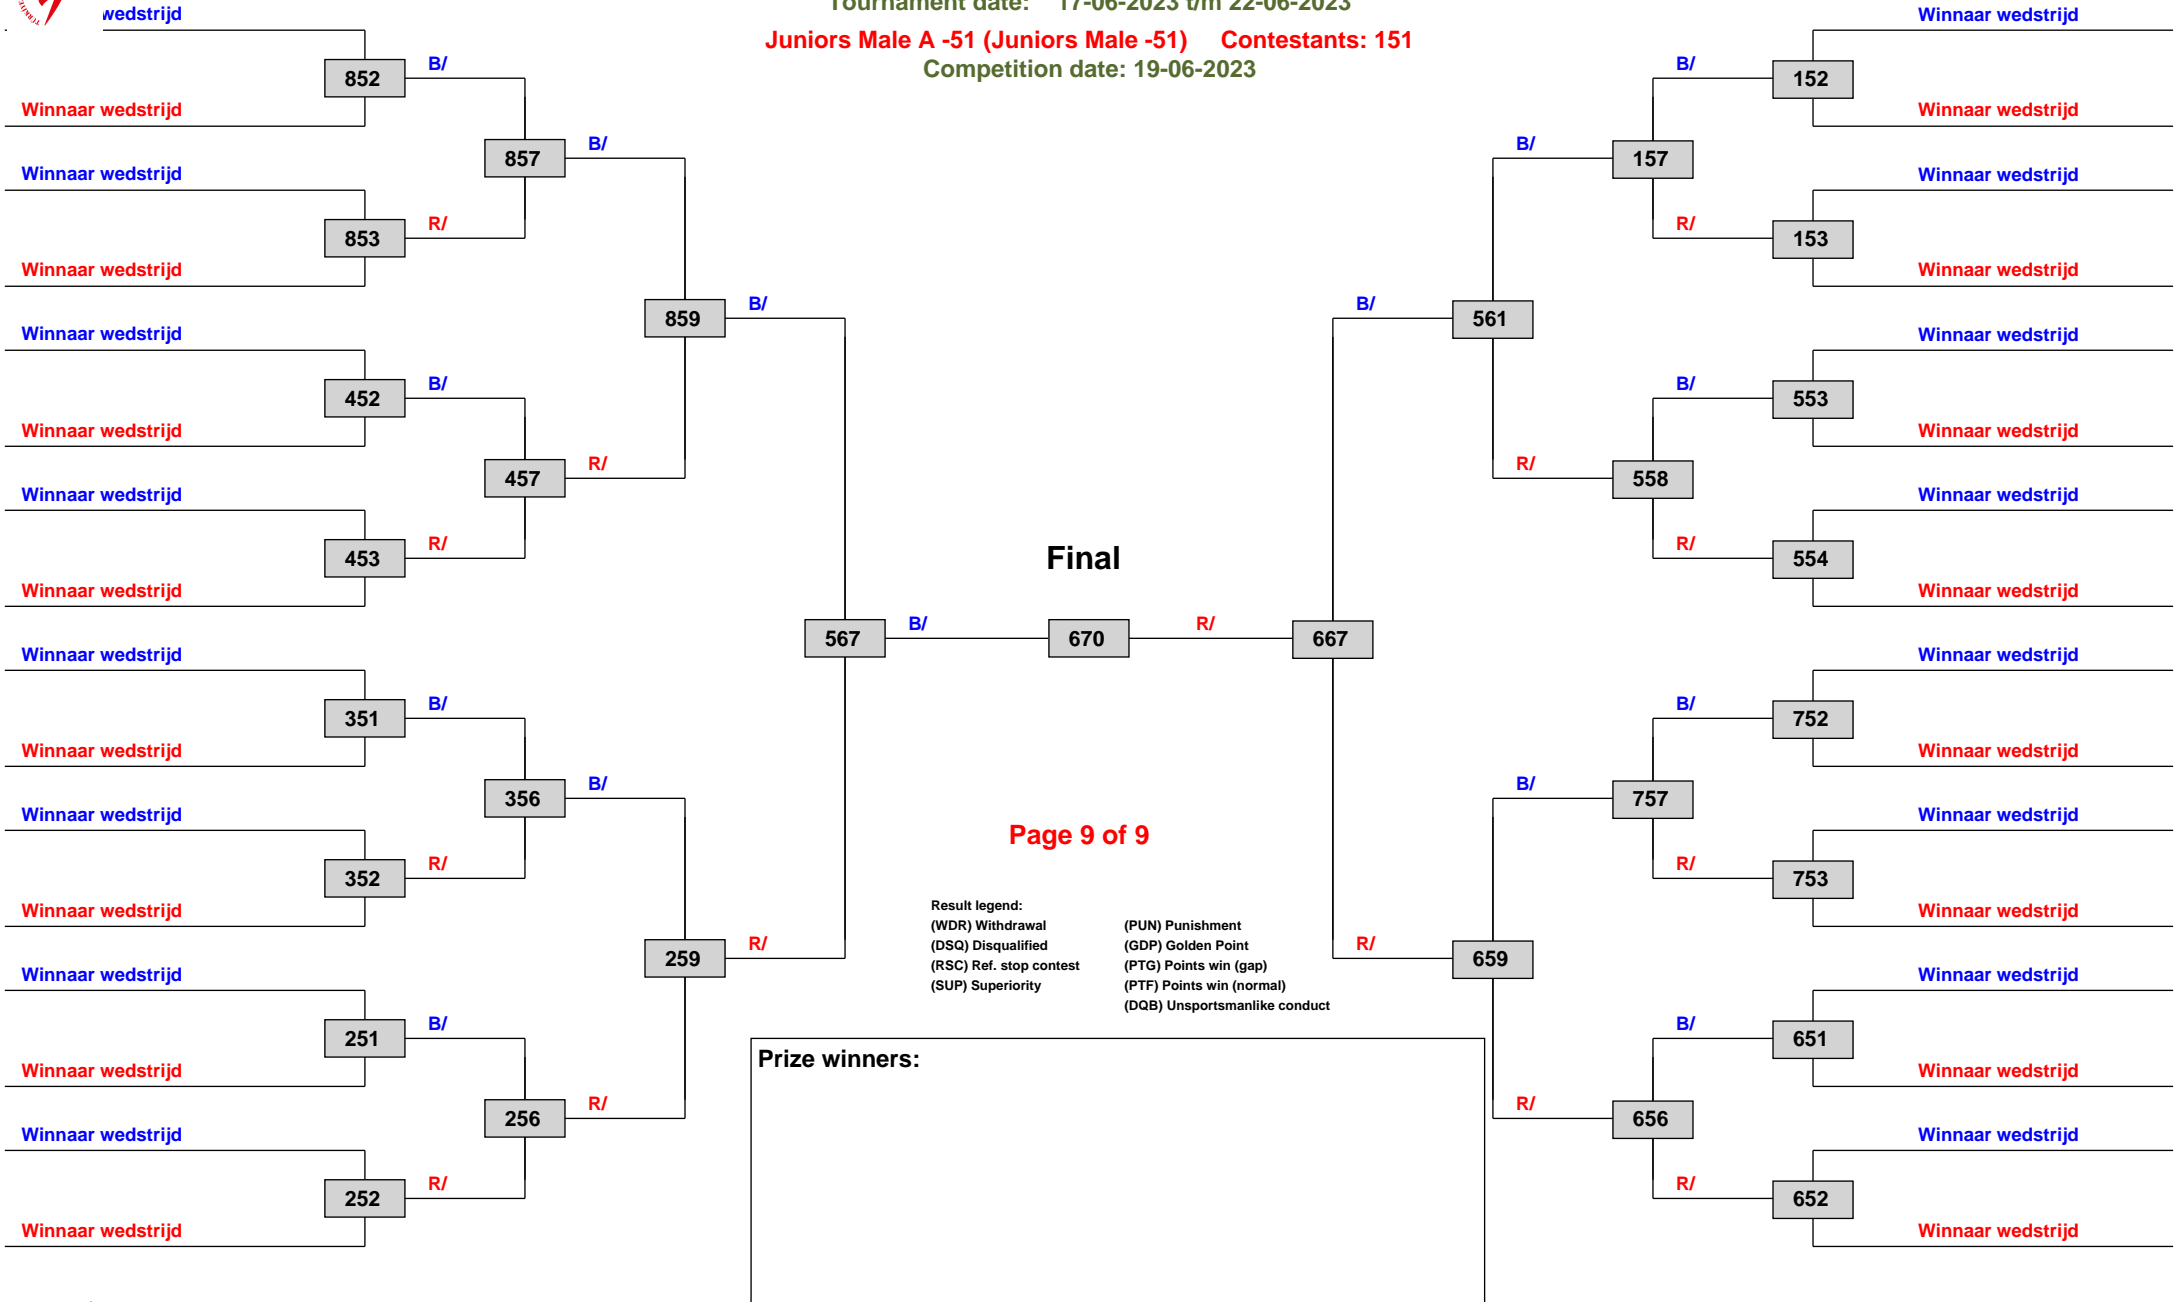 TÜRKİYE
Tournament date: 17-06-2023 t/m 22-06-2023
Juniors Male A -51 (Juniors Male -51) Contestants: 151
Competition date: 19-06-2023
wedstrijd
852
B/
Winnaar wedstrijd
857
B/
Winnaar wedstrijd
853
R/
Winnaar wedstrijd
859
B/
Winnaar wedstrijd
452
B/
Winnaar wedstrijd
457
R/
Winnaar wedstrijd
453
R/
Winnaar wedstrijd
567
B/
Winnaar wedstrijd
351
B/
Winnaar wedstrijd
356
B/
Winnaar wedstrijd
352
R/
Winnaar wedstrijd
259
R/
Winnaar wedstrijd
251
B/
Winnaar wedstrijd
256
R/
Winnaar wedstrijd
252
R/
Winnaar wedstrijd
Final
670
R/
667
Page 9 of 9
Result legend:
(WDR) Withdrawal
(DSQ) Disqualified
(RSC) Ref. stop contest
(SUP) Superiority
(PUN) Punishment
(GDP) Golden Point
(PTG) Points win (gap)
(PTF) Points win (normal)
(DQB) Unsportsmanlike conduct
Prize winners:
Winnaar wedstrijd
B/
152
Winnaar wedstrijd
B/
157
Winnaar wedstrijd
R/
153
Winnaar wedstrijd
B/
561
Winnaar wedstrijd
B/
553
Winnaar wedstrijd
R/
558
Winnaar wedstrijd
R/
554
Winnaar wedstrijd
Winnaar wedstrijd
B/
752
Winnaar wedstrijd
B/
757
Winnaar wedstrijd
R/
753
Winnaar wedstrijd
R/
659
Winnaar wedstrijd
B/
651
Winnaar wedstrijd
R/
656
Winnaar wedstrijd
R/
652
Winnaar wedstrijd